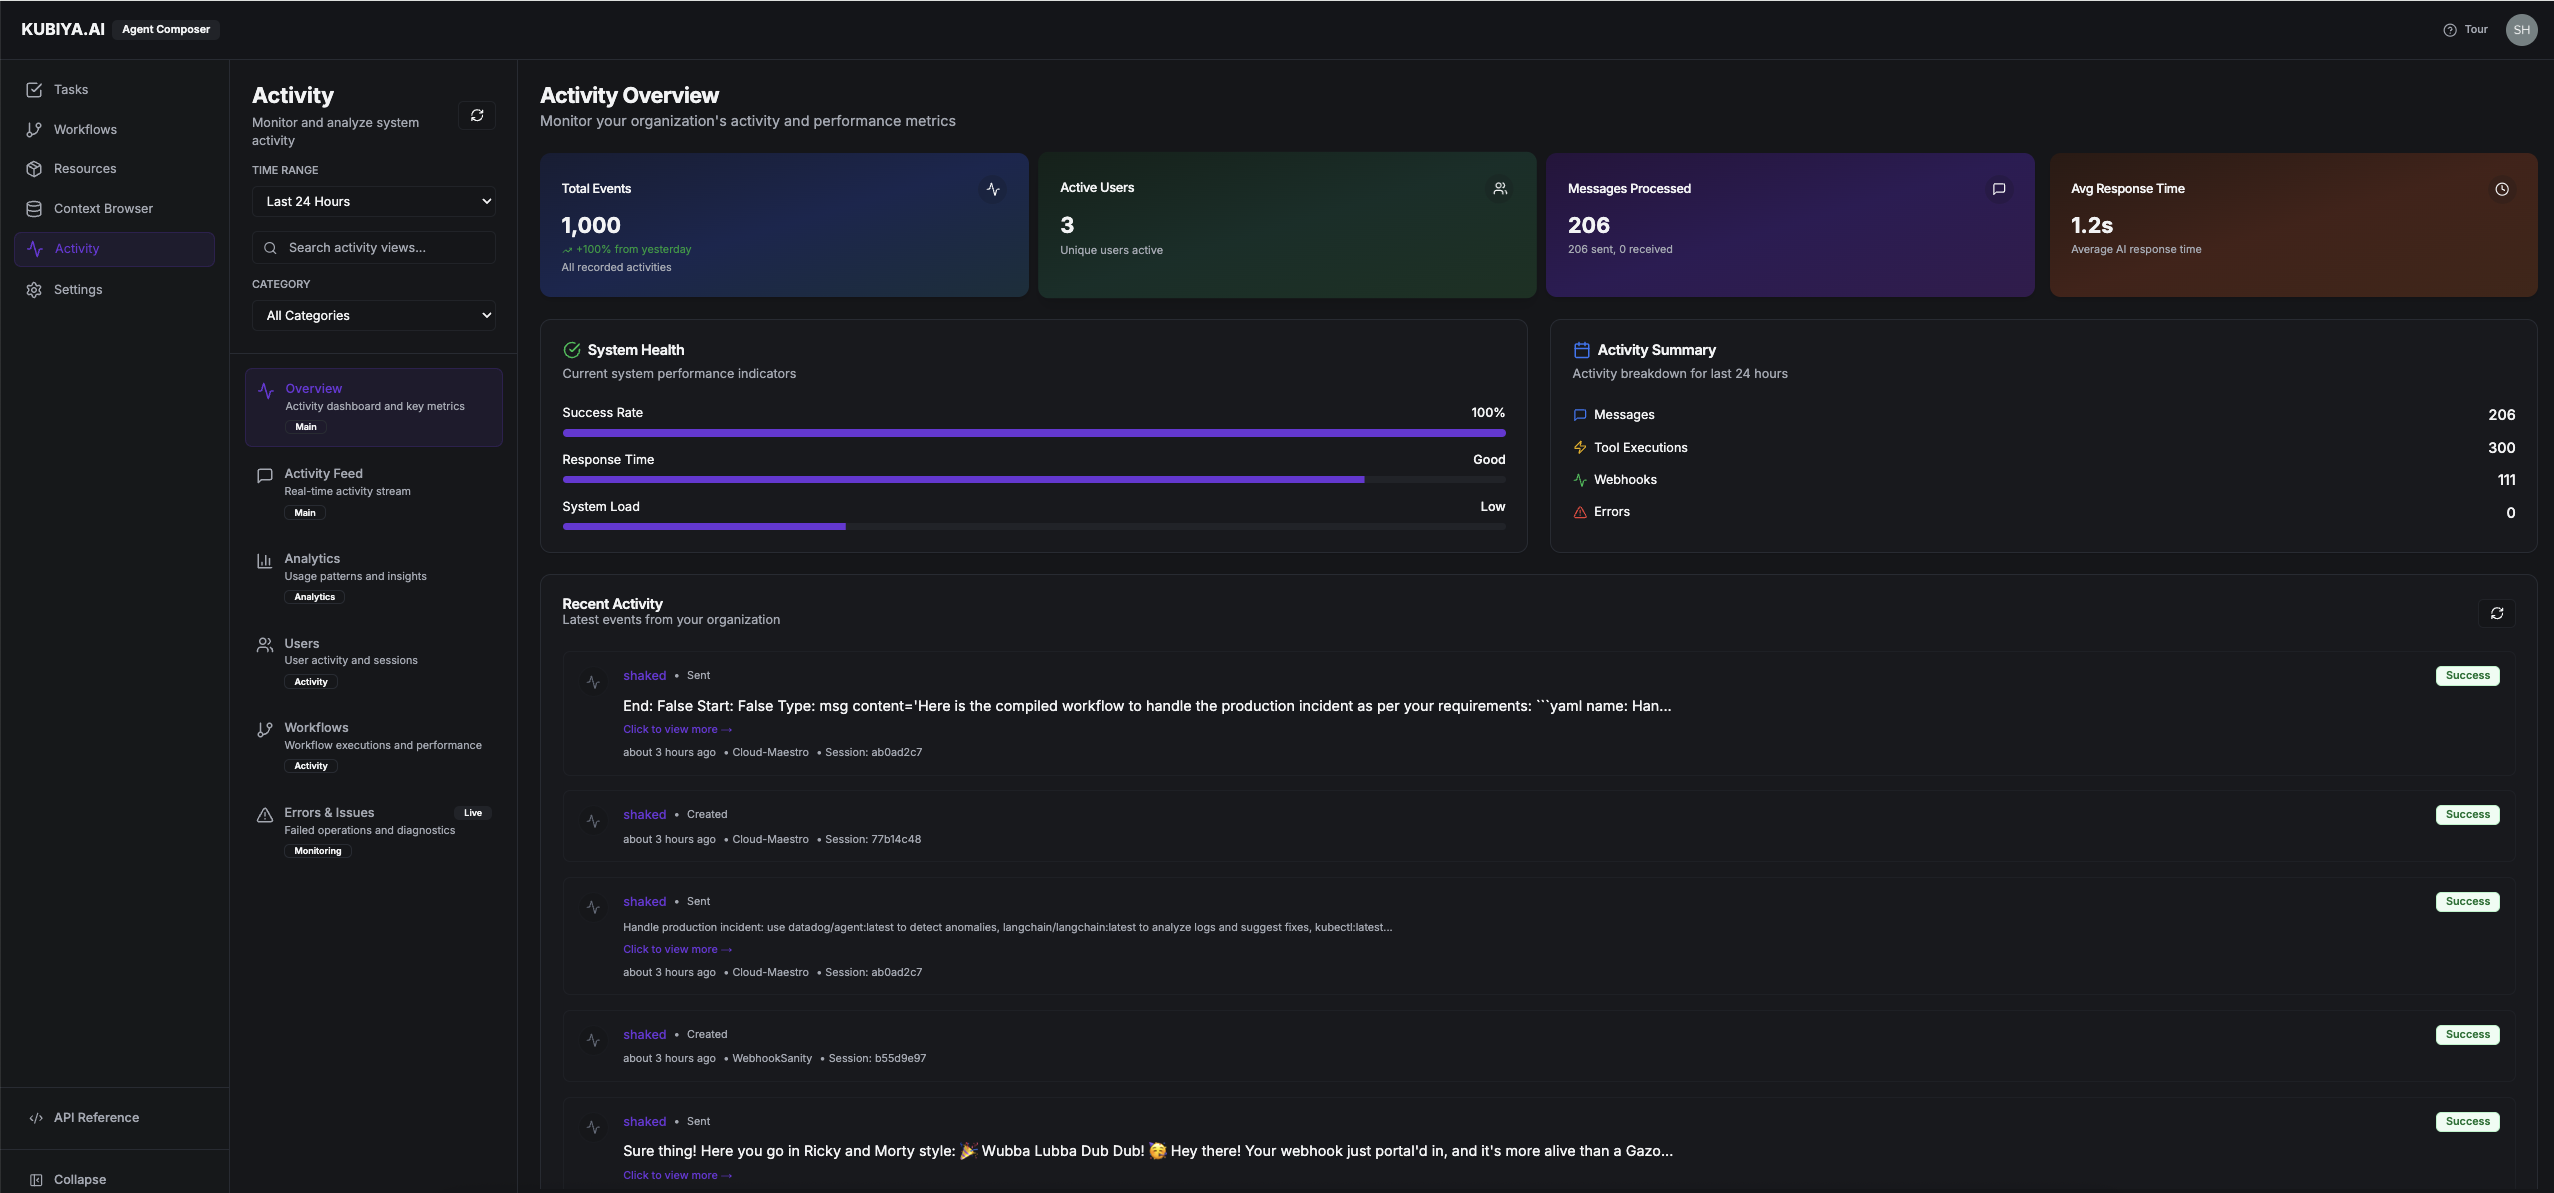 KUBIYA.AI Agent Composer
Tour SH
Tasks
Workflows
Resources
Context Browser
Activity
Settings
API Reference
Collapse
Activity
Monitor and analyze system
activity
TIME RANGE
Last 24 Hours
Search activity views...
CATEGORY
All Categories
Overview
Activity dashboard and key metrics
Main
Activity Feed
Real-time activity stream
Main
Analytics
Usage patterns and insights
Analytics
Users
User activity and sessions
Activity
Workflows
Workflow executions and performance
Activity
Errors & Issues Live
Failed operations and diagnostics
Monitoring
Activity Overview
Monitor your organization's activity and performance metrics
Total Events
1,000
+100% from yesterday
All recorded activities
Active Users
3
Unique users active
Messages Processed
206
206 sent, 0 received
Avg Response Time
1.2s
Average AI response time
System Health
Current system performance indicators
Success Rate 100%
Response Time Good
System Load Low
Activity Summary
Activity breakdown for last 24 hours
Messages 206
Tool Executions 300
Webhooks 111
Errors 0
Recent Activity
Latest events from your organization
shaked • Sent Success
End: False Start: False Type: msg content='Here is the compiled workflow to handle the production incident as per your requirements: ```yaml name: Han...
Click to view more →
about 3 hours ago • Cloud-Maestro • Session: ab0ad2c7
shaked • Created Success
about 3 hours ago • Cloud-Maestro • Session: 77b14c48
shaked • Sent Success
Handle production incident: use datadog/agent:latest to detect anomalies, langchain/langchain:latest to analyze logs and suggest fixes, kubectl:latest...
Click to view more →
about 3 hours ago • Cloud-Maestro • Session: ab0ad2c7
shaked • Created Success
about 3 hours ago • WebhookSanity • Session: b55d9e97
shaked • Sent Success
Sure thing! Here you go in Ricky and Morty style: 🎉 Wubba Lubba Dub Dub! 🥳 Hey there! Your webhook just portal'd in, and it's more alive than a Gazo...
Click to view more →